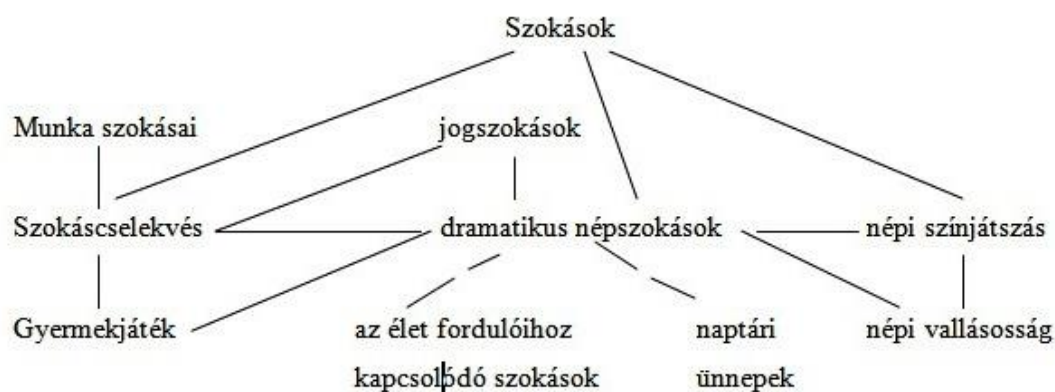 Szokások
Munka szokásai jogszokások
Szokáscselekvés dramatikus népszokások népi színjátszás
Gyermekjáték az élet fordulóihoz naptári népi vallásosság
kapcsolódó szokások ünnepek